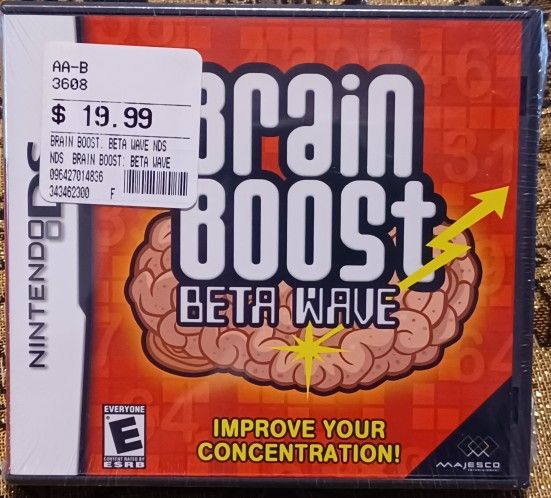 AA-B
3608
$ 19.99
BRAIN BOOST: BETA WAVE NDS
NDS BRAIN BOOST: BETA WAVE
096427014836
343462300 F
NINTENDO DS
Brain
Boost
BETA WAVE
EVERYONE
E
CONTENT RATED BY
ESRB
IMPROVE YOUR
CONCENTRATION!
MAJESCO
ENTERTAINMENT